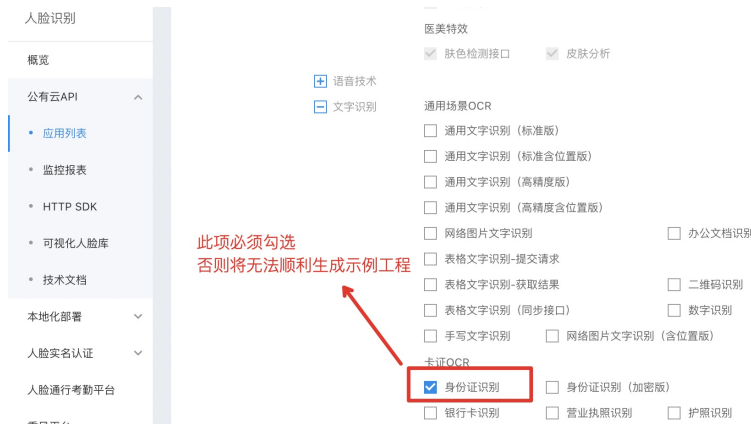 人脸识别
概览
公有云API
应用列表
监控报表
HTTP SDK
可视化人脸库
技术文档
本地化部署
人脸实名认证
人脸通行考勤平台
语音技术
文字识别
此项必须勾选
否则将无法顺利生成示例工程
医美特效
肤色检测接口 皮肤分析
通用场景OCR
通用文字识别（标准版）
通用文字识别（标准含位置版）
通用文字识别（高精度版）
通用文字识别（高精度含位置版）
网络图片文字识别 办公文档识别
表格文字识别-提交请求
表格文字识别-获取结果 二维码识别
表格文字识别（同步接口） 数字识别
手写文字识别 网络图片文字识别（含位置版）
卡证OCR
身份证识别 身份证识别（加密版）
银行卡识别 营业执照识别 护照识别